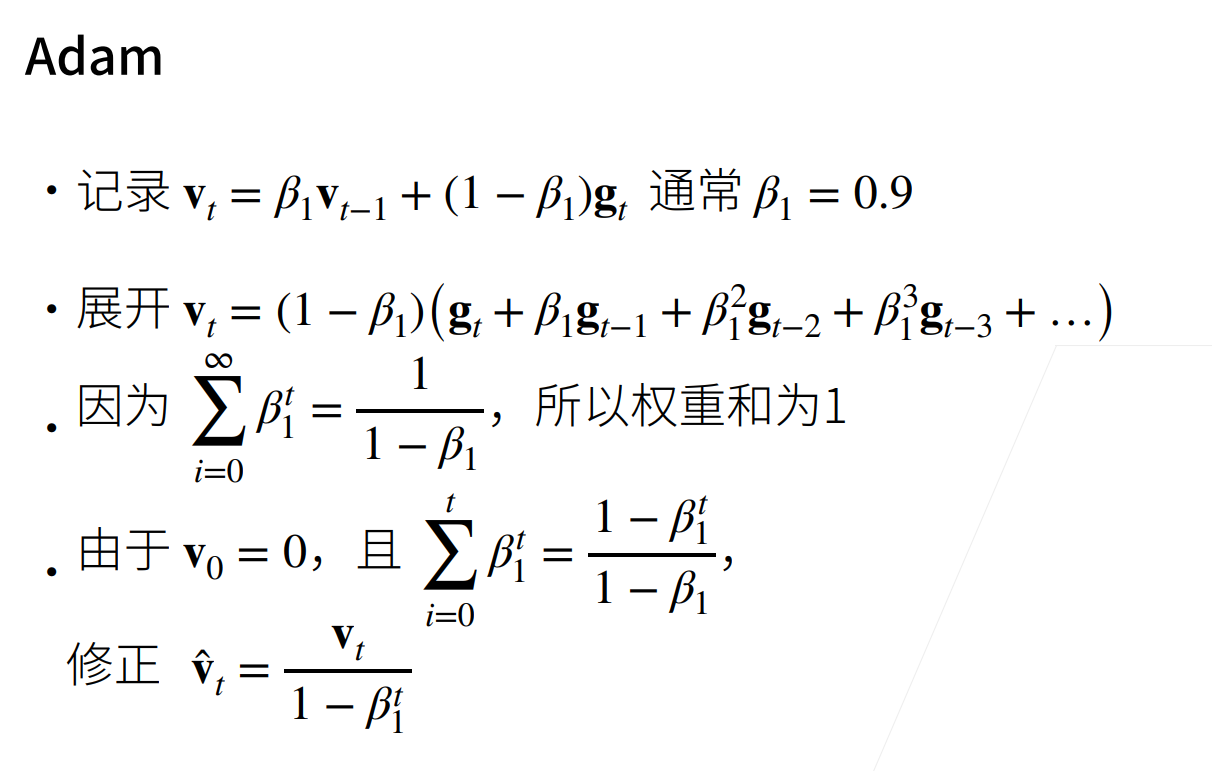 Adam
• 记录 $\mathbf{v}_t = \beta_1 \mathbf{v}_{t-1} + (1 - \beta_1)\mathbf{g}_t$ 通常 $\beta_1 = 0.9$
• 展开 $\mathbf{v}_t = (1 - \beta_1)\left(\mathbf{g}_t + \beta_1 \mathbf{g}_{t-1} + \beta_1^2 \mathbf{g}_{t-2} + \beta_1^3 \mathbf{g}_{t-3} + \ldots\right)$
• 因为 $\sum_{i=0}^{\infty} \beta_1^t = \frac{1}{1 - \beta_1}$，所以权重和为1
• 由于 $\mathbf{v}_0 = 0$，且 $\sum_{i=0}^{t} \beta_1^t = \frac{1 - \beta_1^t}{1 - \beta_1}$，
修正 $\hat{\mathbf{v}}_t = \frac{\mathbf{v}_t}{1 - \beta_1^t}$